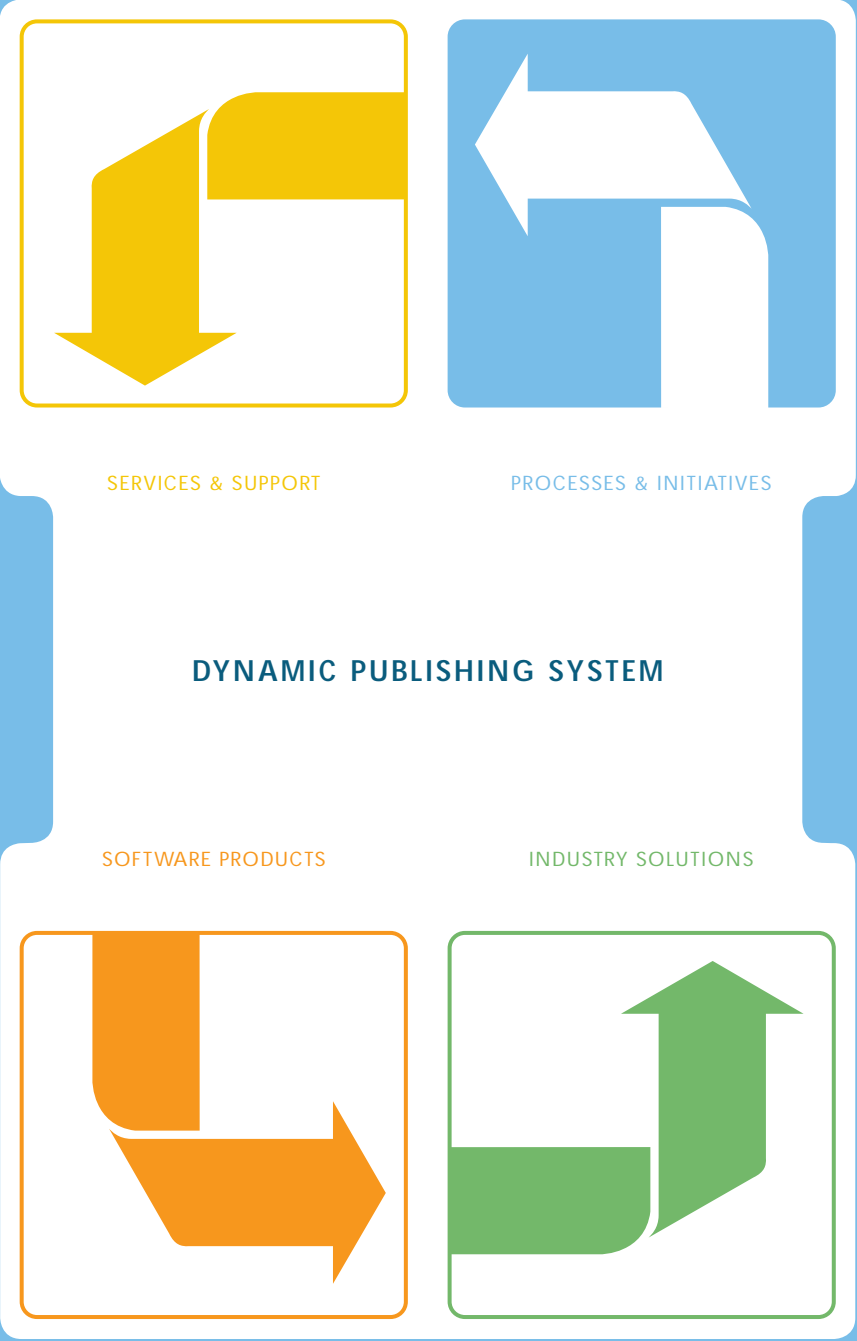 SERVICES & SUPPORT
PROCESSES & INITIATIVES
DYNAMIC PUBLISHING SYSTEM
SOFTWARE PRODUCTS
INDUSTRY SOLUTIONS